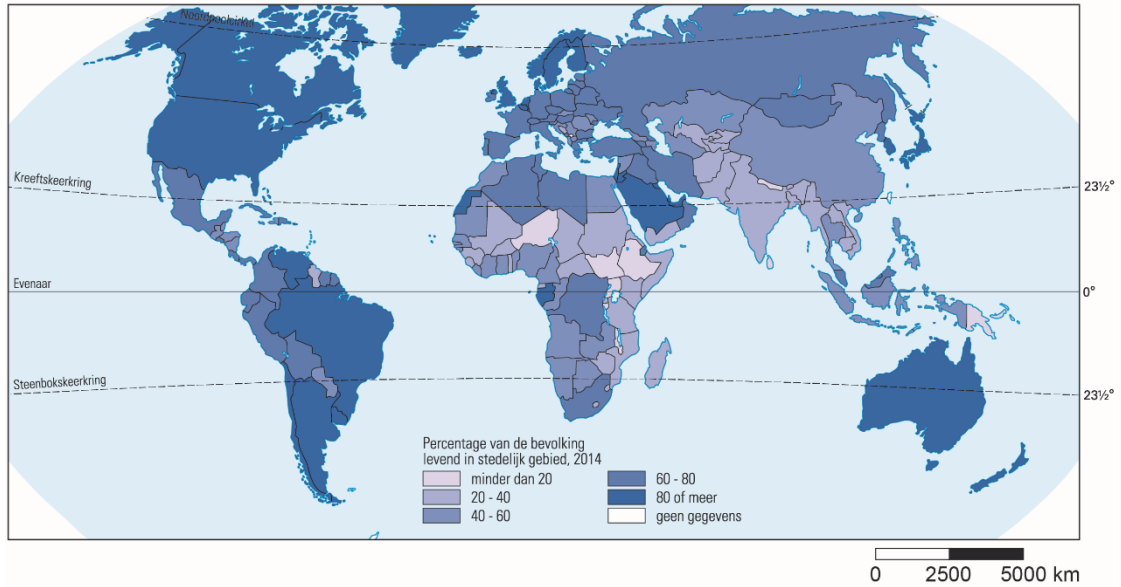 Noordpoolcirkel
Kreeftskeerkring
23½°
Evenaar
0°
Steenbokskeerkring
23½°
Percentage van de bevolking
levend in stedelijk gebied, 2014
minder dan 20
60 - 80
20 - 40
80 of meer
40 - 60
geen gegevens
0 2500 5000 km